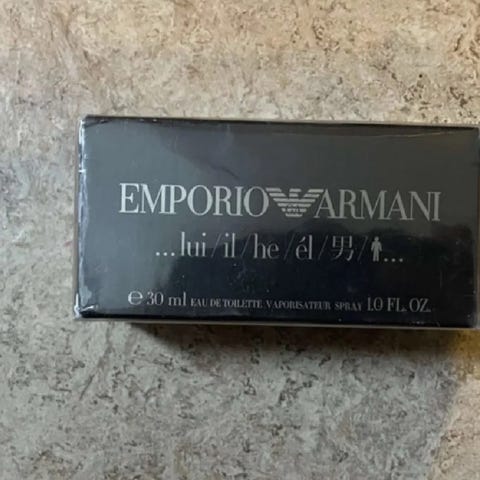 EMPORIO ARMANI
...lui/il/he/él/男/...
℮ 30 ml EAU DE TOILETTE VAPORISATEUR SPRAY 1.0 FL. OZ.